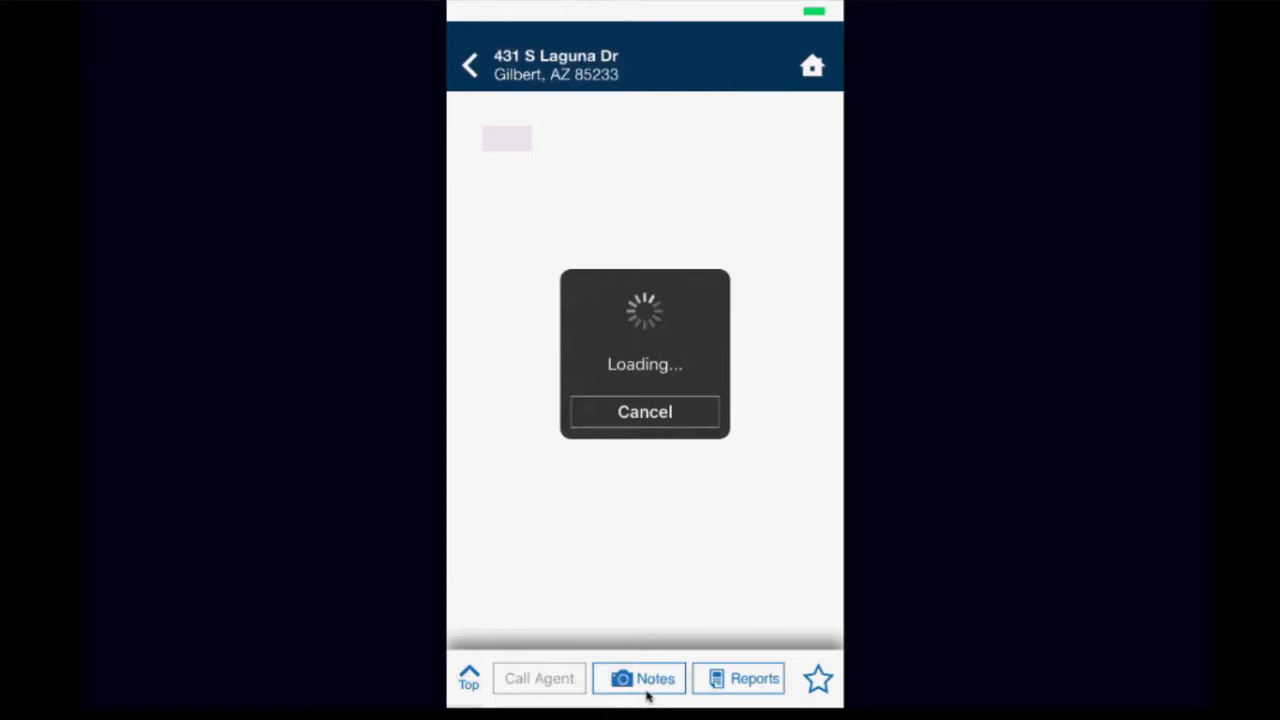 431 S Laguna Dr
Gilbert, AZ 85233
Loading...
Cancel
Top
Call Agent
Notes
Reports